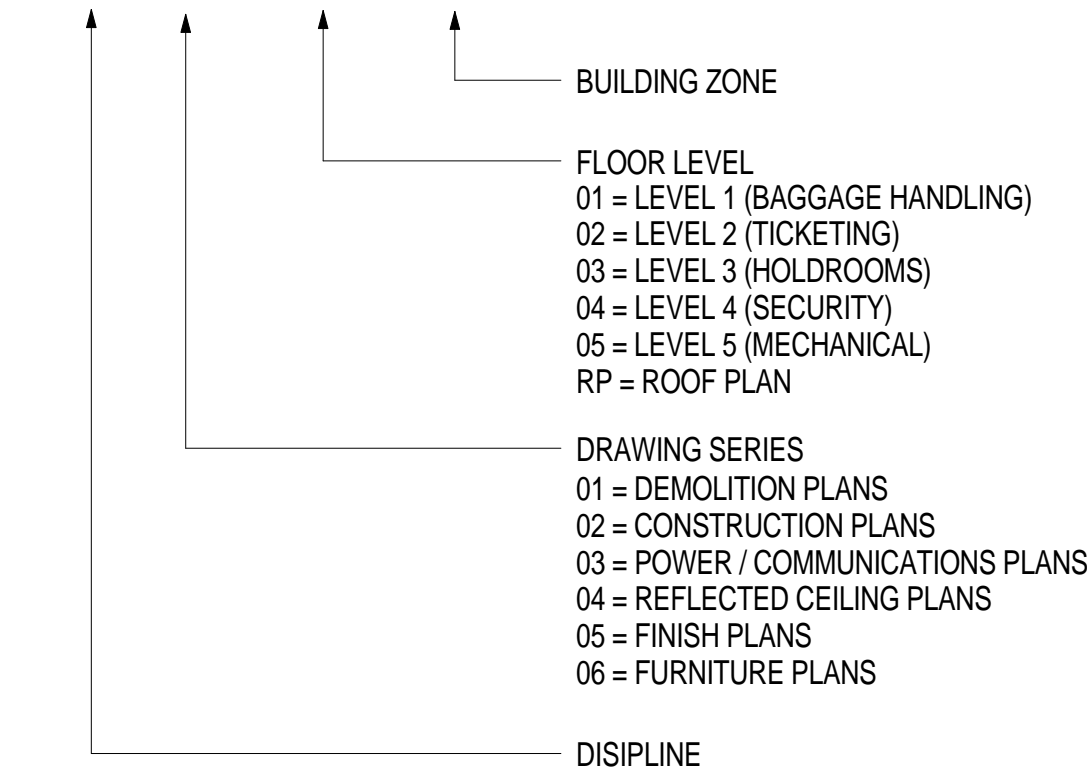 BUILDING ZONE
FLOOR LEVEL
01 = LEVEL 1 (BAGGAGE HANDLING)
02 = LEVEL 2 (TICKETING)
03 = LEVEL 3 (HOLDROOMS)
04 = LEVEL 4 (SECURITY)
05 = LEVEL 5 (MECHANICAL)
RP = ROOF PLAN
DRAWING SERIES
01 = DEMOLITION PLANS
02 = CONSTRUCTION PLANS
03 = POWER / COMMUNICATIONS PLANS
04 = REFLECTED CEILING PLANS
05 = FINISH PLANS
06 = FURNITURE PLANS
DISIPLINE